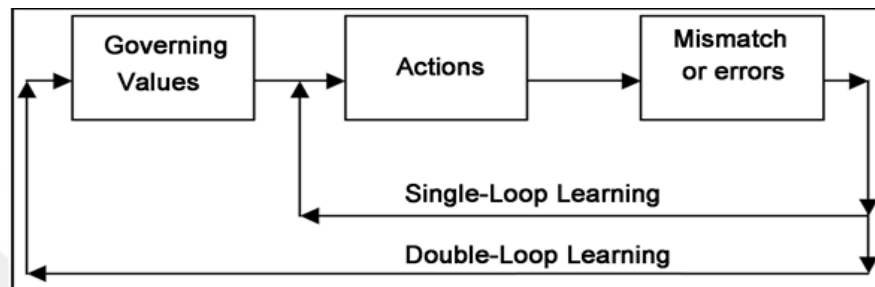 Governing
Values
Actions
Mismatch
or errors
Single-Loop Learning
Double-Loop Learning